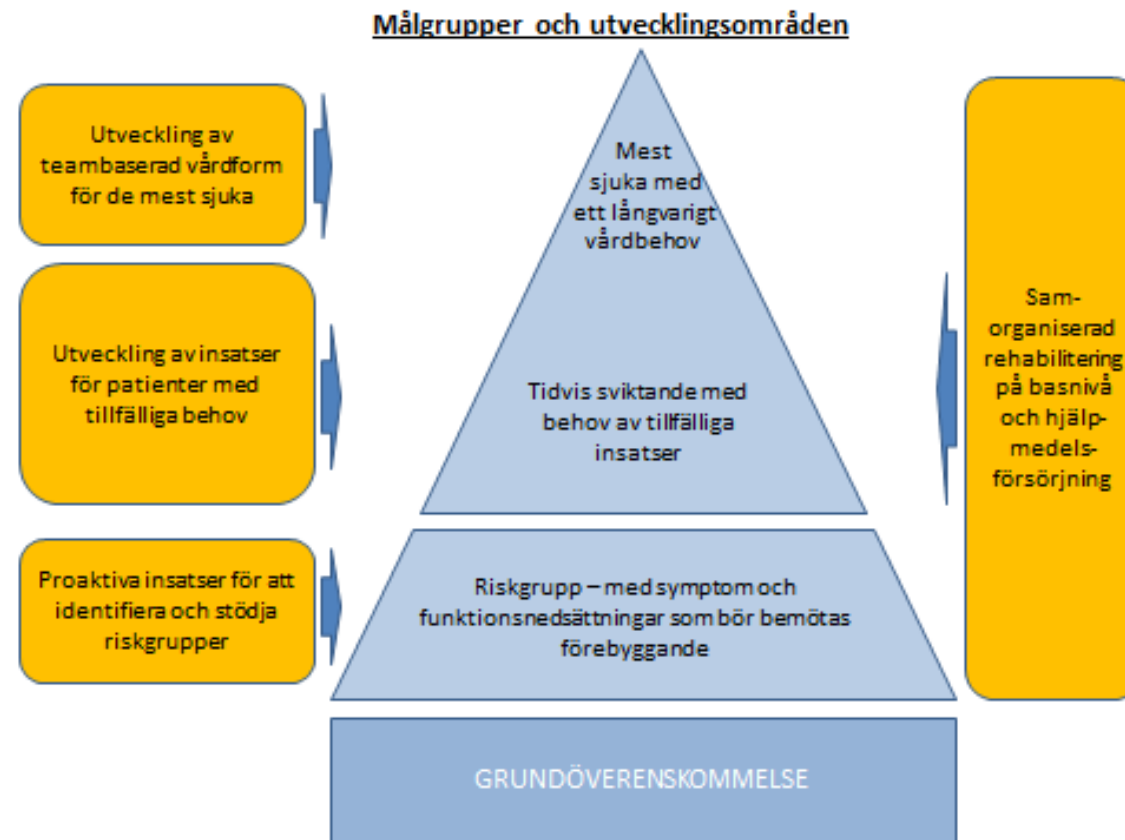 Målgrupper och utvecklingsområden
Utveckling av
teambaserad vårdform
för de mest sjuka
Mest
sjuka med
ett långvarigt
vårdbehov
Utveckling av insatser
för patienter med
tillfälliga behov
Tidvis sviktande med
behov av tillfälliga
insatser
Sam-
organiserad
rehabilitering
på basnivå
och hjälp-
medels-
försörjning
Proaktiva insatser för att
identifiera och stödja
riskgrupper
Riskgrupp – med symptom och
funktionsnedsättningar som bör bemötas
förebyggande
GRUNDÖVERENSKOMMELSE